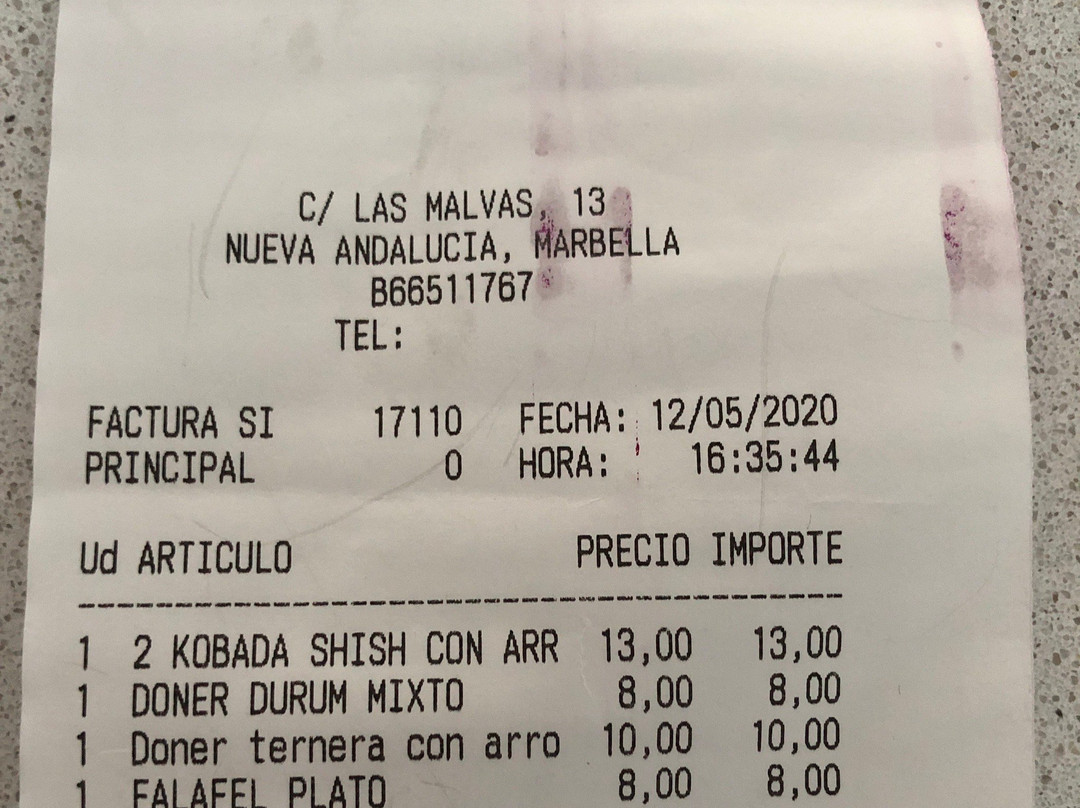 C/ LAS MALVAS, 13
NUEVA ANDALUCIA, MARBELLA
B66511767
TEL:
FACTURA SI 17110 FECHA: 12/05/2020
PRINCIPAL 0 HORA: 16:35:44
Ud ARTICULO PRECIO IMPORTE
1 2 KOBADA SHISH CON ARR 13,00 13,00
1 DONER DURUM MIXTO 8,00 8,00
1 Doner ternera con arro 10,00 10,00
1 FALAFEL PLATO 8,00 8,00